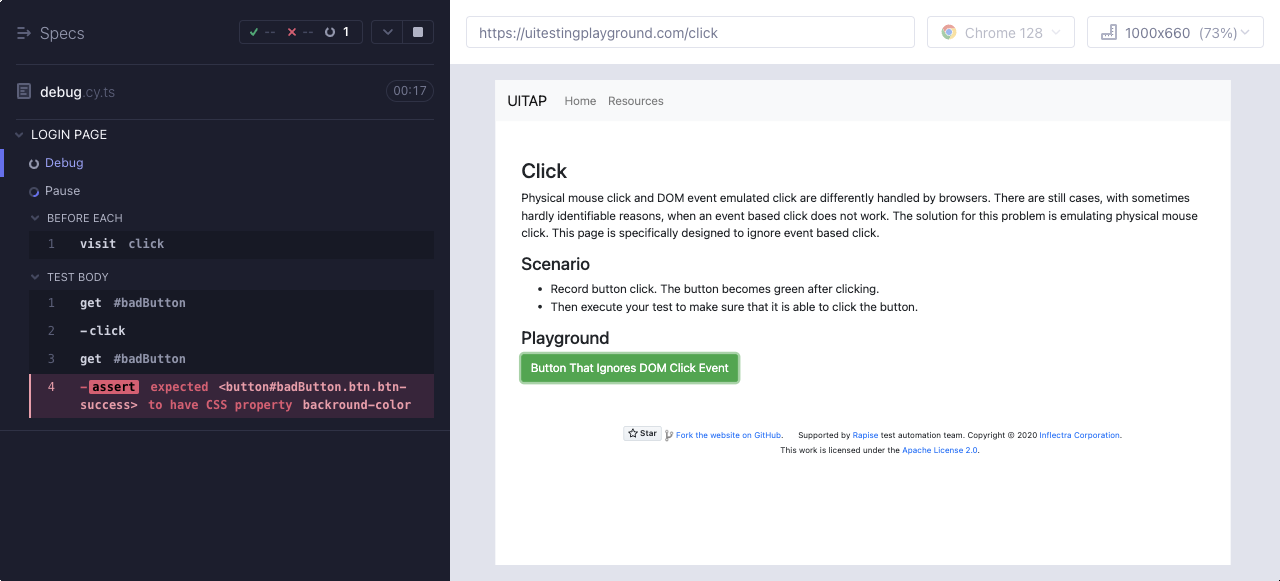 Specs
-- -- 1
debug.cy.ts 00:17
LOGIN PAGE
Debug
Pause
BEFORE EACH
1 visit click
TEST BODY
1 get #badButton
2 -click
3 get #badButton
4 -assert expected <button#badButton.btn.btn-
success> to have CSS property backround-color
https://uitestingplayground.com/click
Chrome 128
1000x660 (73%)
UITAP Home Resources
Click
Physical mouse click and DOM event emulated click are differently handled by browsers. There are still cases, with sometimes
hardly identifiable reasons, when an event based click does not work. The solution for this problem is emulating physical mouse
click. This page is specifically designed to ignore event based click.
Scenario
• Record button click. The button becomes green after clicking.
• Then execute your test to make sure that it is able to click the button.
Playground
Button That Ignores DOM Click Event
Star Fork the website on GitHub. Supported by Rapise test automation team. Copyright © 2020 Inflectra Corporation.
This work is licensed under the Apache License 2.0.